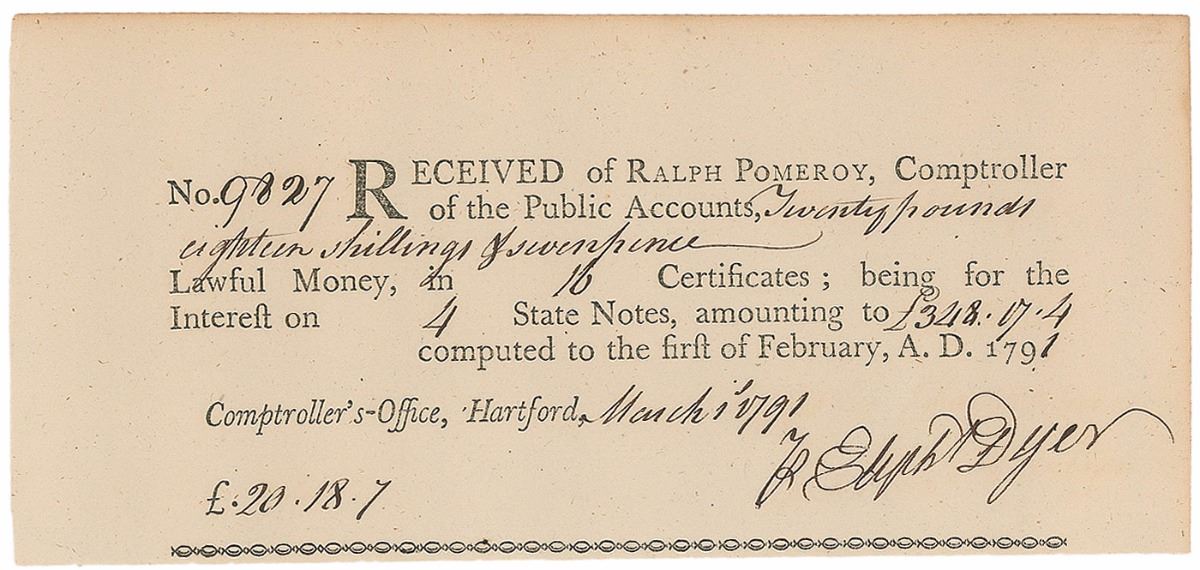 No. 9827 RECEIVED of RALPH POMEROY, Comptroller
of the Public Accounts, Twenty pounds
eighteen shillings & sevenpence
Lawful Money, in 16 Certificates ; being for the
Intereſt on 4 State Notes, amounting to £348.17.4
computed to the firſt of February, A. D. 1791
Comptroller's-Office, Hartford, March 1st 1791
Dyer
£.20.18.7